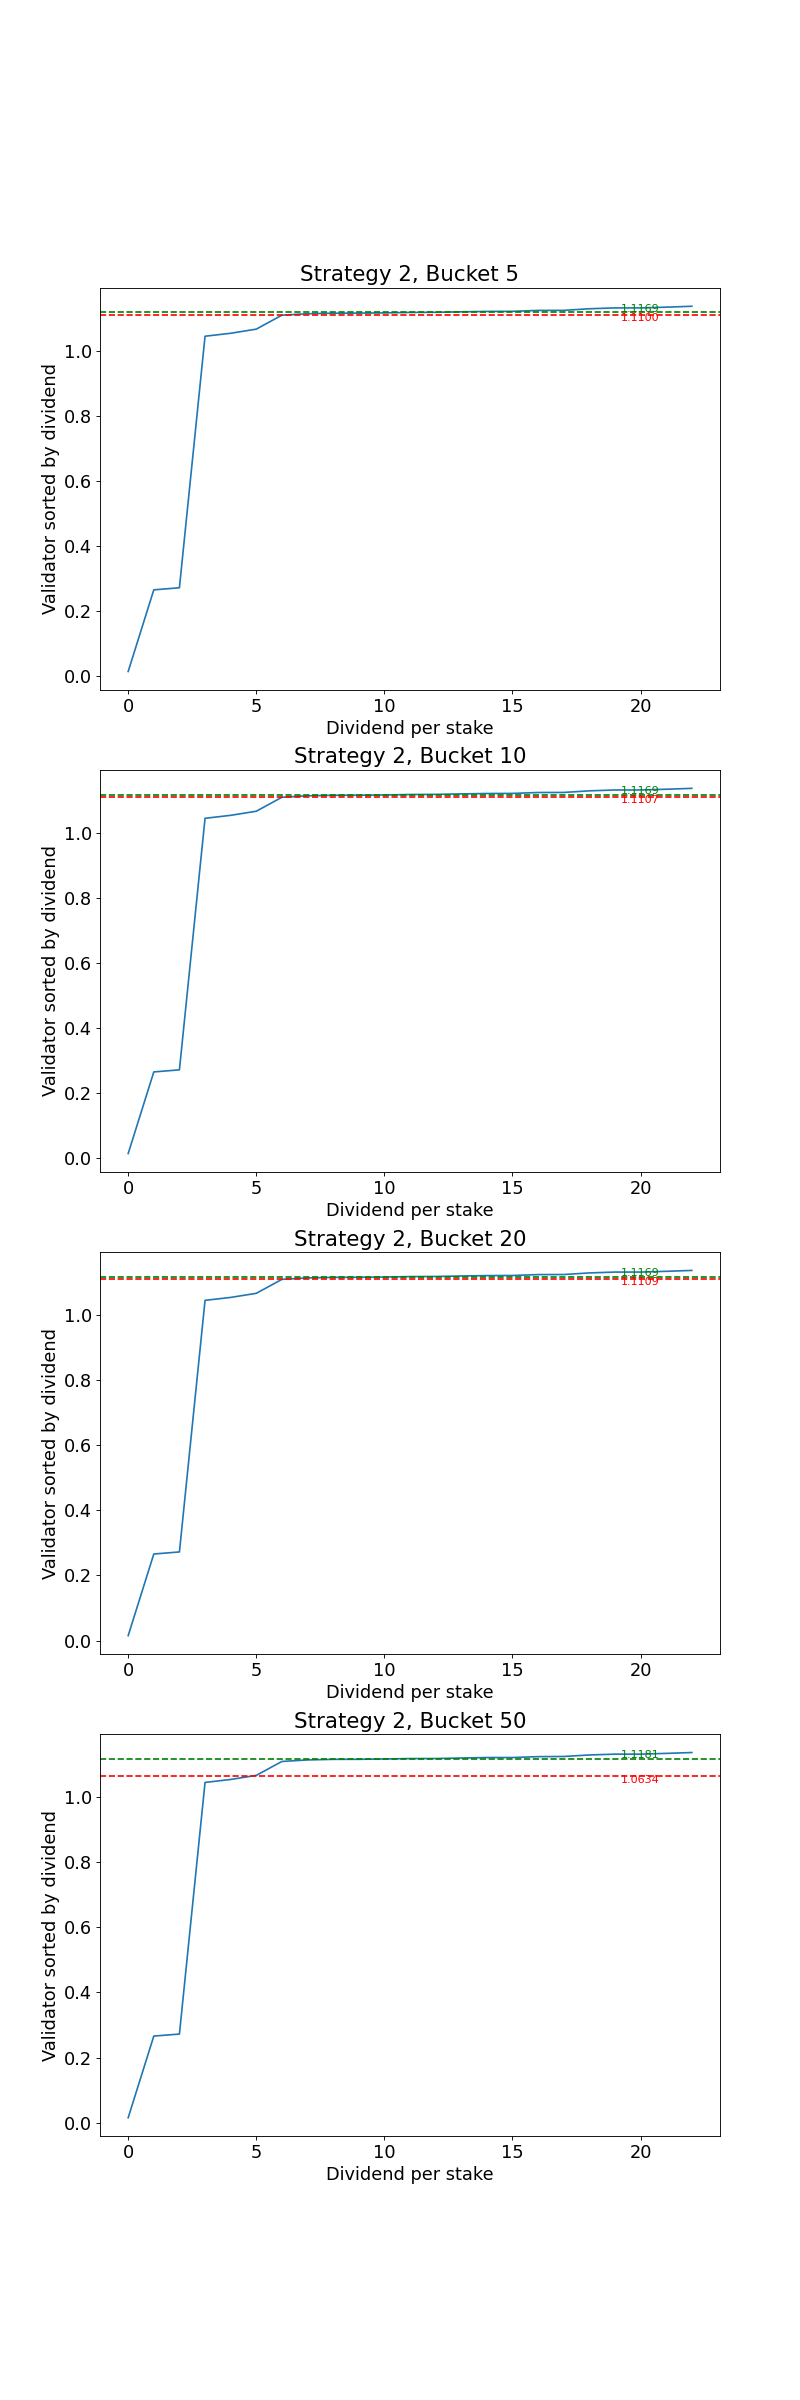 Strategy 2, Bucket 5
1.1169
1.1100
1.0
0.8
0.6
0.4
0.2
0.0
Validator sorted by dividend
0 5 10 15 20
Dividend per stake
Strategy 2, Bucket 10
1.1169
1.1107
1.0
0.8
0.6
0.4
0.2
0.0
Validator sorted by dividend
0 5 10 15 20
Dividend per stake
Strategy 2, Bucket 20
1.1169
1.1109
1.0
0.8
0.6
0.4
0.2
0.0
Validator sorted by dividend
0 5 10 15 20
Dividend per stake
Strategy 2, Bucket 50
1.1181
1.0634
1.0
0.8
0.6
0.4
0.2
0.0
Validator sorted by dividend
0 5 10 15 20
Dividend per stake